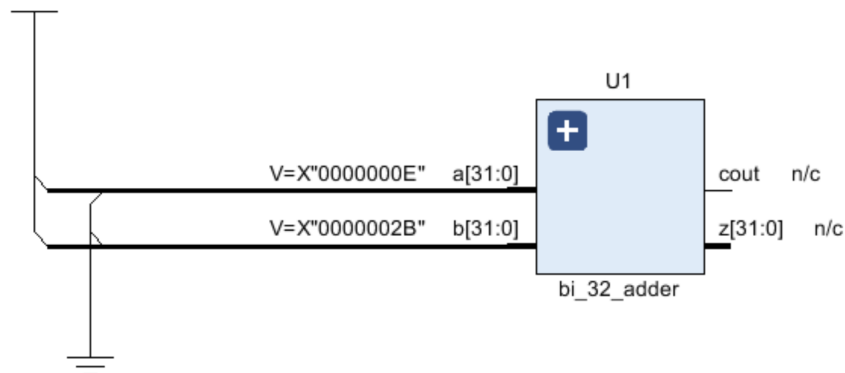 U1
V=X"0000000E" a[31:0] cout n/c
V=X"0000002B" b[31:0] z[31:0] n/c
bi_32_adder